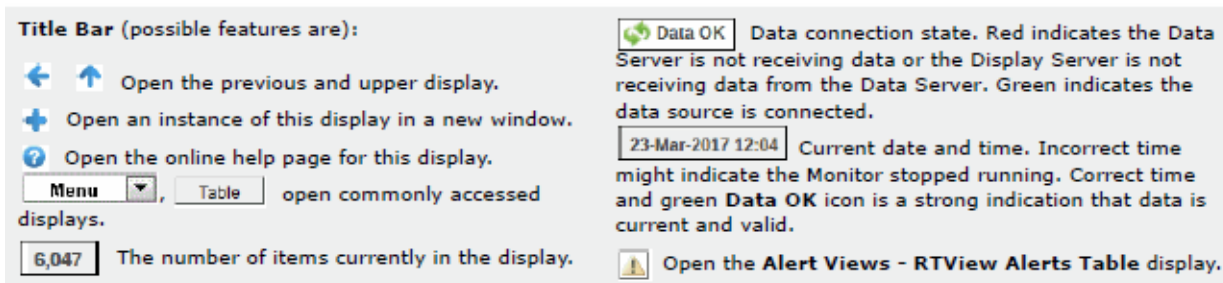 Title Bar (possible features are):
Open the previous and upper display.
Open an instance of this display in a new window.
Open the online help page for this display.
Menu , Table open commonly accessed
displays.
6,047 The number of items currently in the display.
Data OK Data connection state. Red indicates the Data
Server is not receiving data or the Display Server is not
receiving data from the Data Server. Green indicates the
data source is connected.
23-Mar-2017 12:04 Current date and time. Incorrect time
might indicate the Monitor stopped running. Correct time
and green Data OK icon is a strong indication that data is
current and valid.
Open the Alert Views - RTView Alerts Table display.